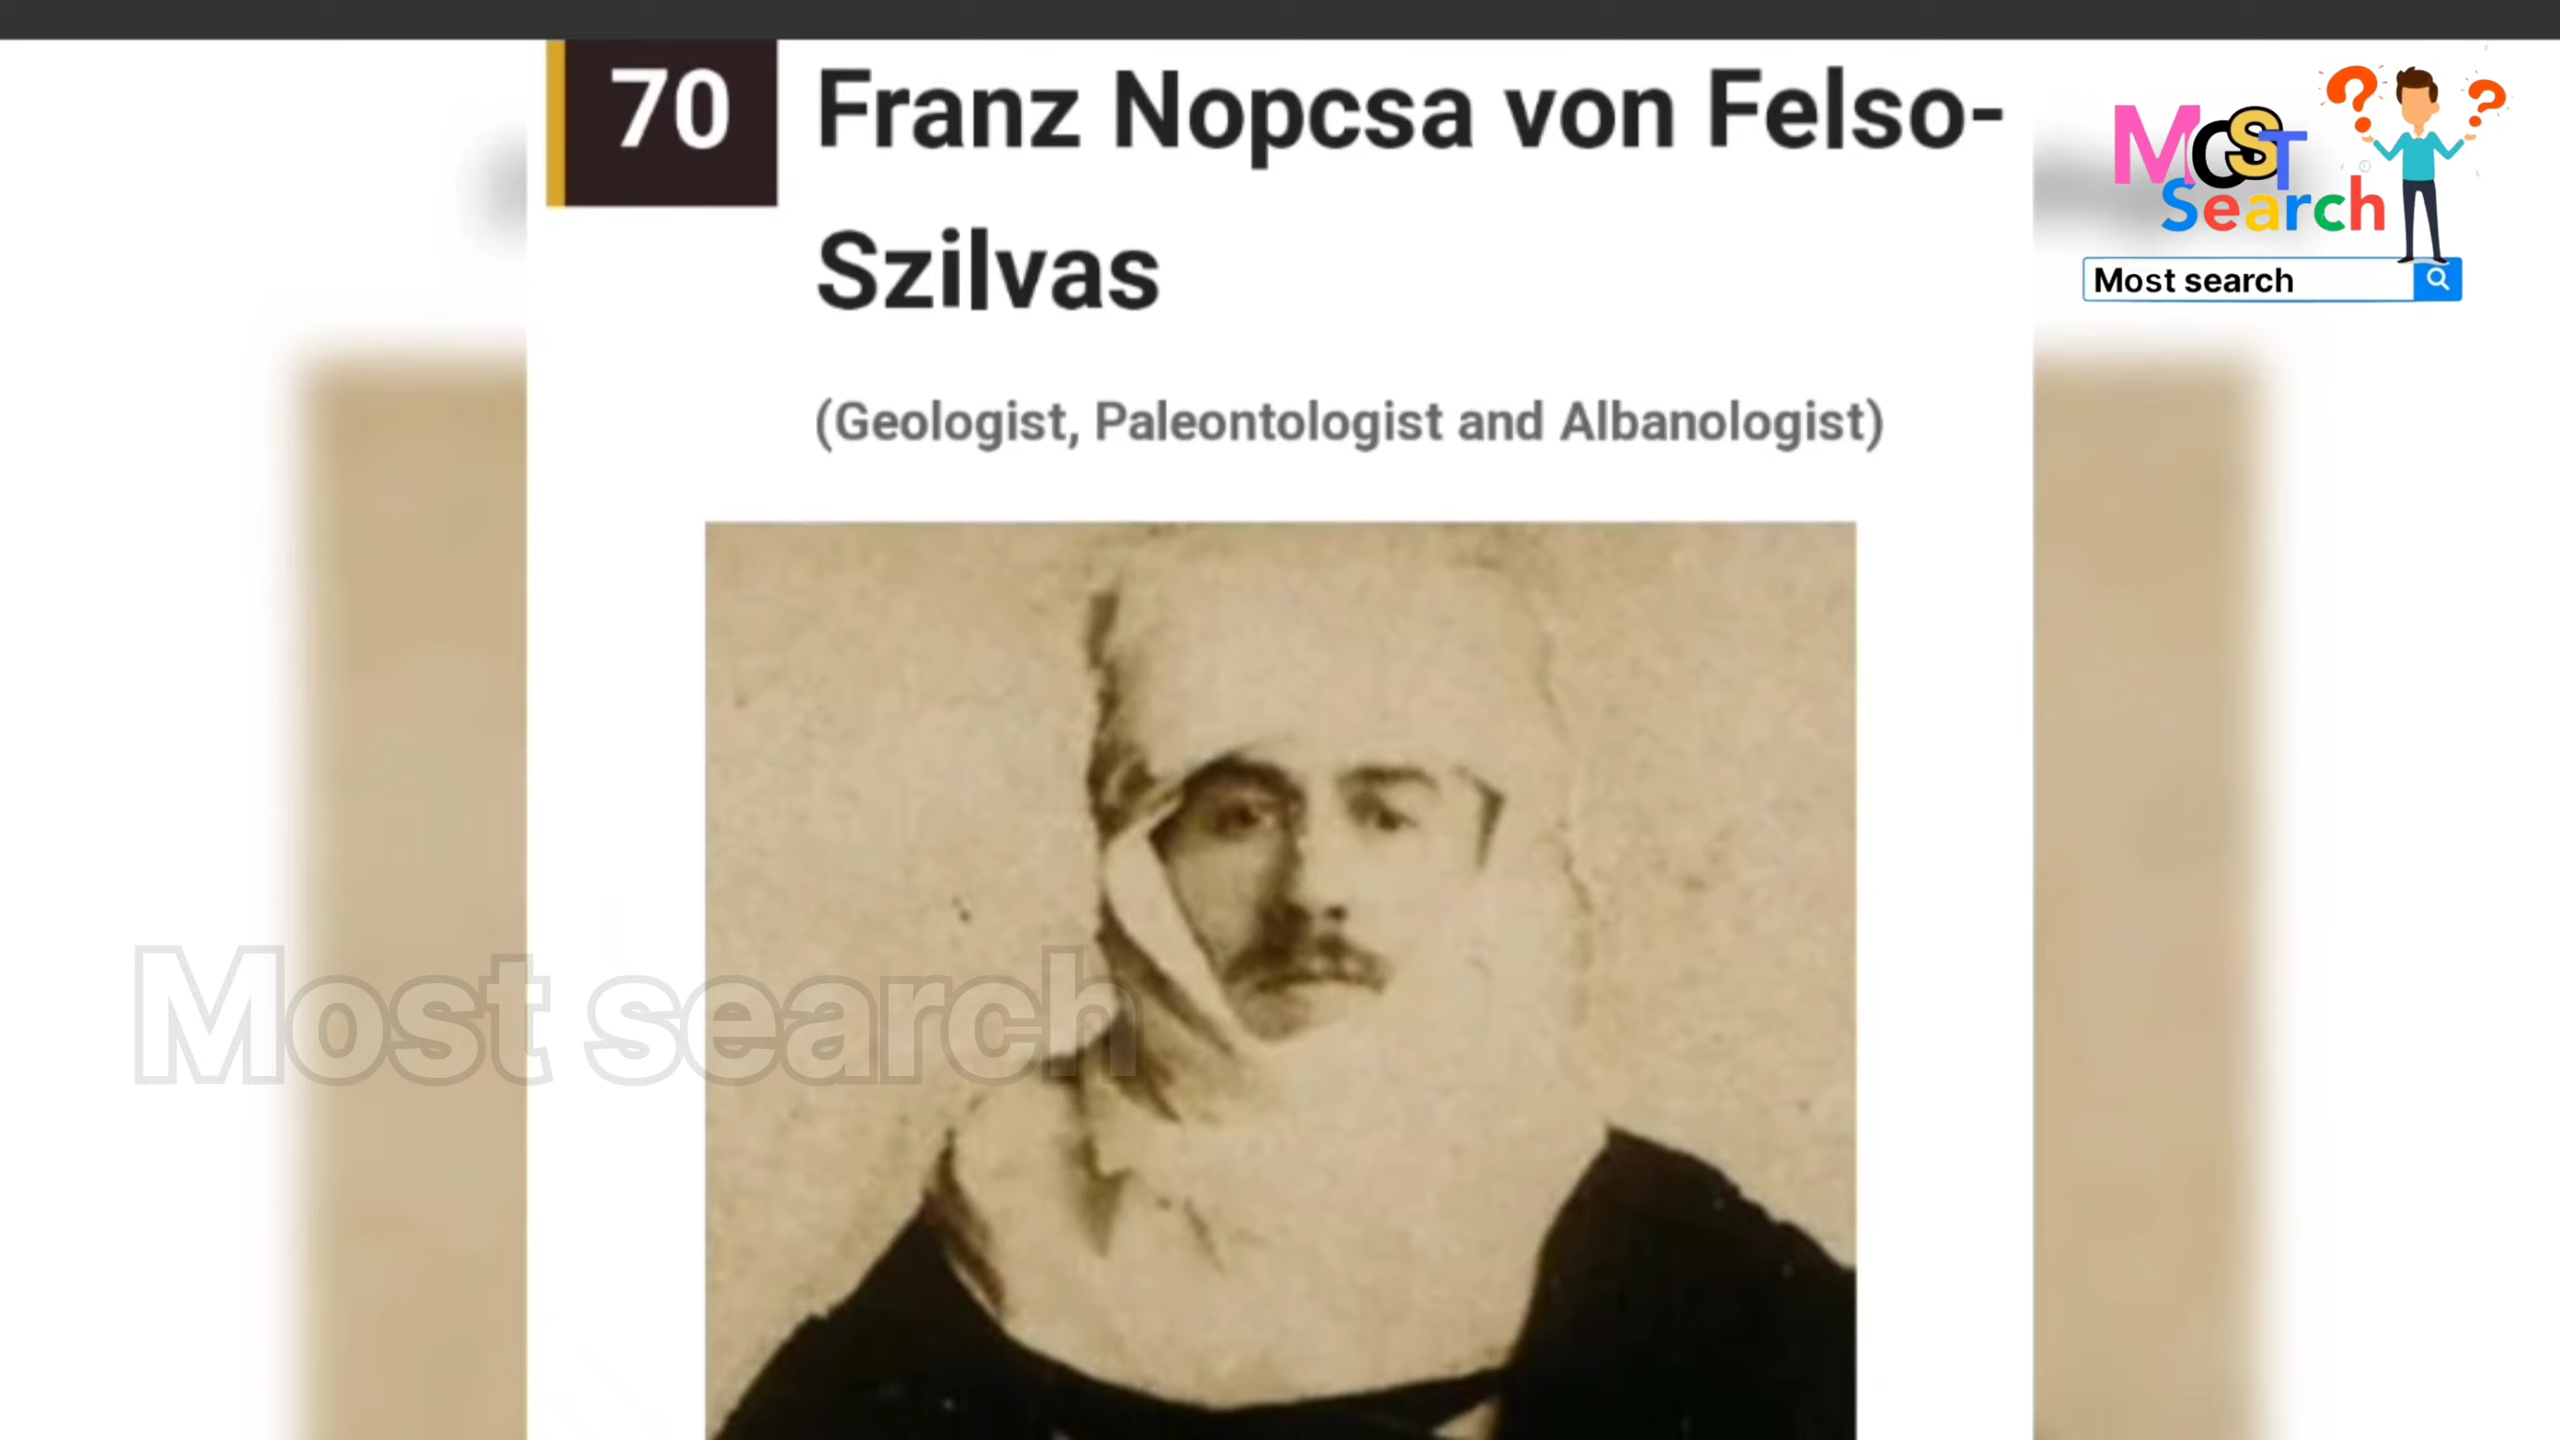 70
Franz Nopcsa von Felso-
Szilvas
(Geologist, Paleontologist and Albanologist)
MOST
Search
Most search
Most search